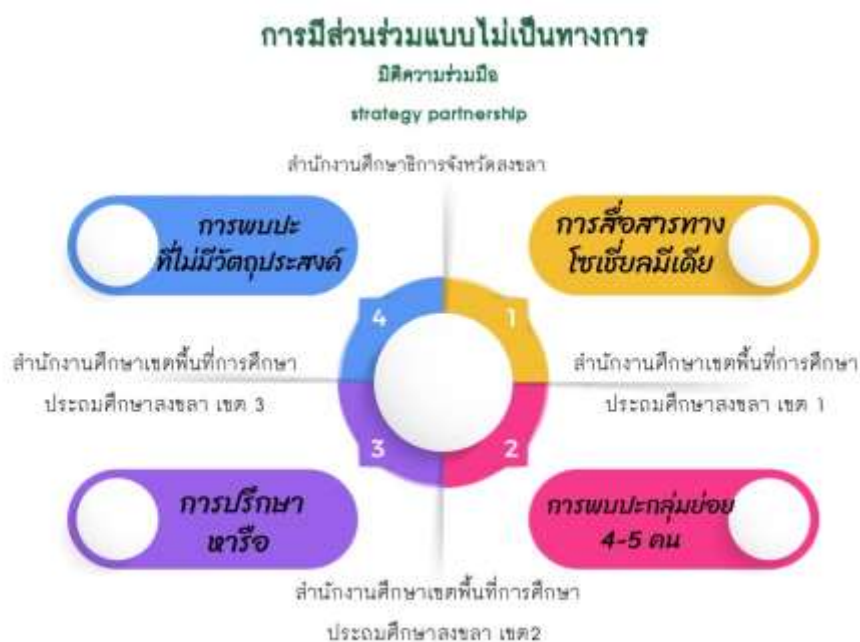 การมีส่วนร่วมแบบไม่เป็นทางการ
มิติความร่วมมือ
strategy partnership
สำนักงานศึกษาธิการจังหวัดสงขลา
การพบปะ
ที่ไม่มีวัตถุประสงค์
การสื่อสารทาง
โซเชี่ยลมีเดีย
4
1
สำนักงานศึกษาเขตพื้นที่การศึกษา
ประถมศึกษาสงขลา เขต 3
สำนักงานศึกษาเขตพื้นที่การศึกษา
ประถมศึกษาสงขลา เขต 1
3
2
การปรึกษา
หารือ
การพบปะกลุ่มย่อย
4-5 คน
สำนักงานศึกษาเขตพื้นที่การศึกษา
ประถมศึกษาสงขลา เขต2